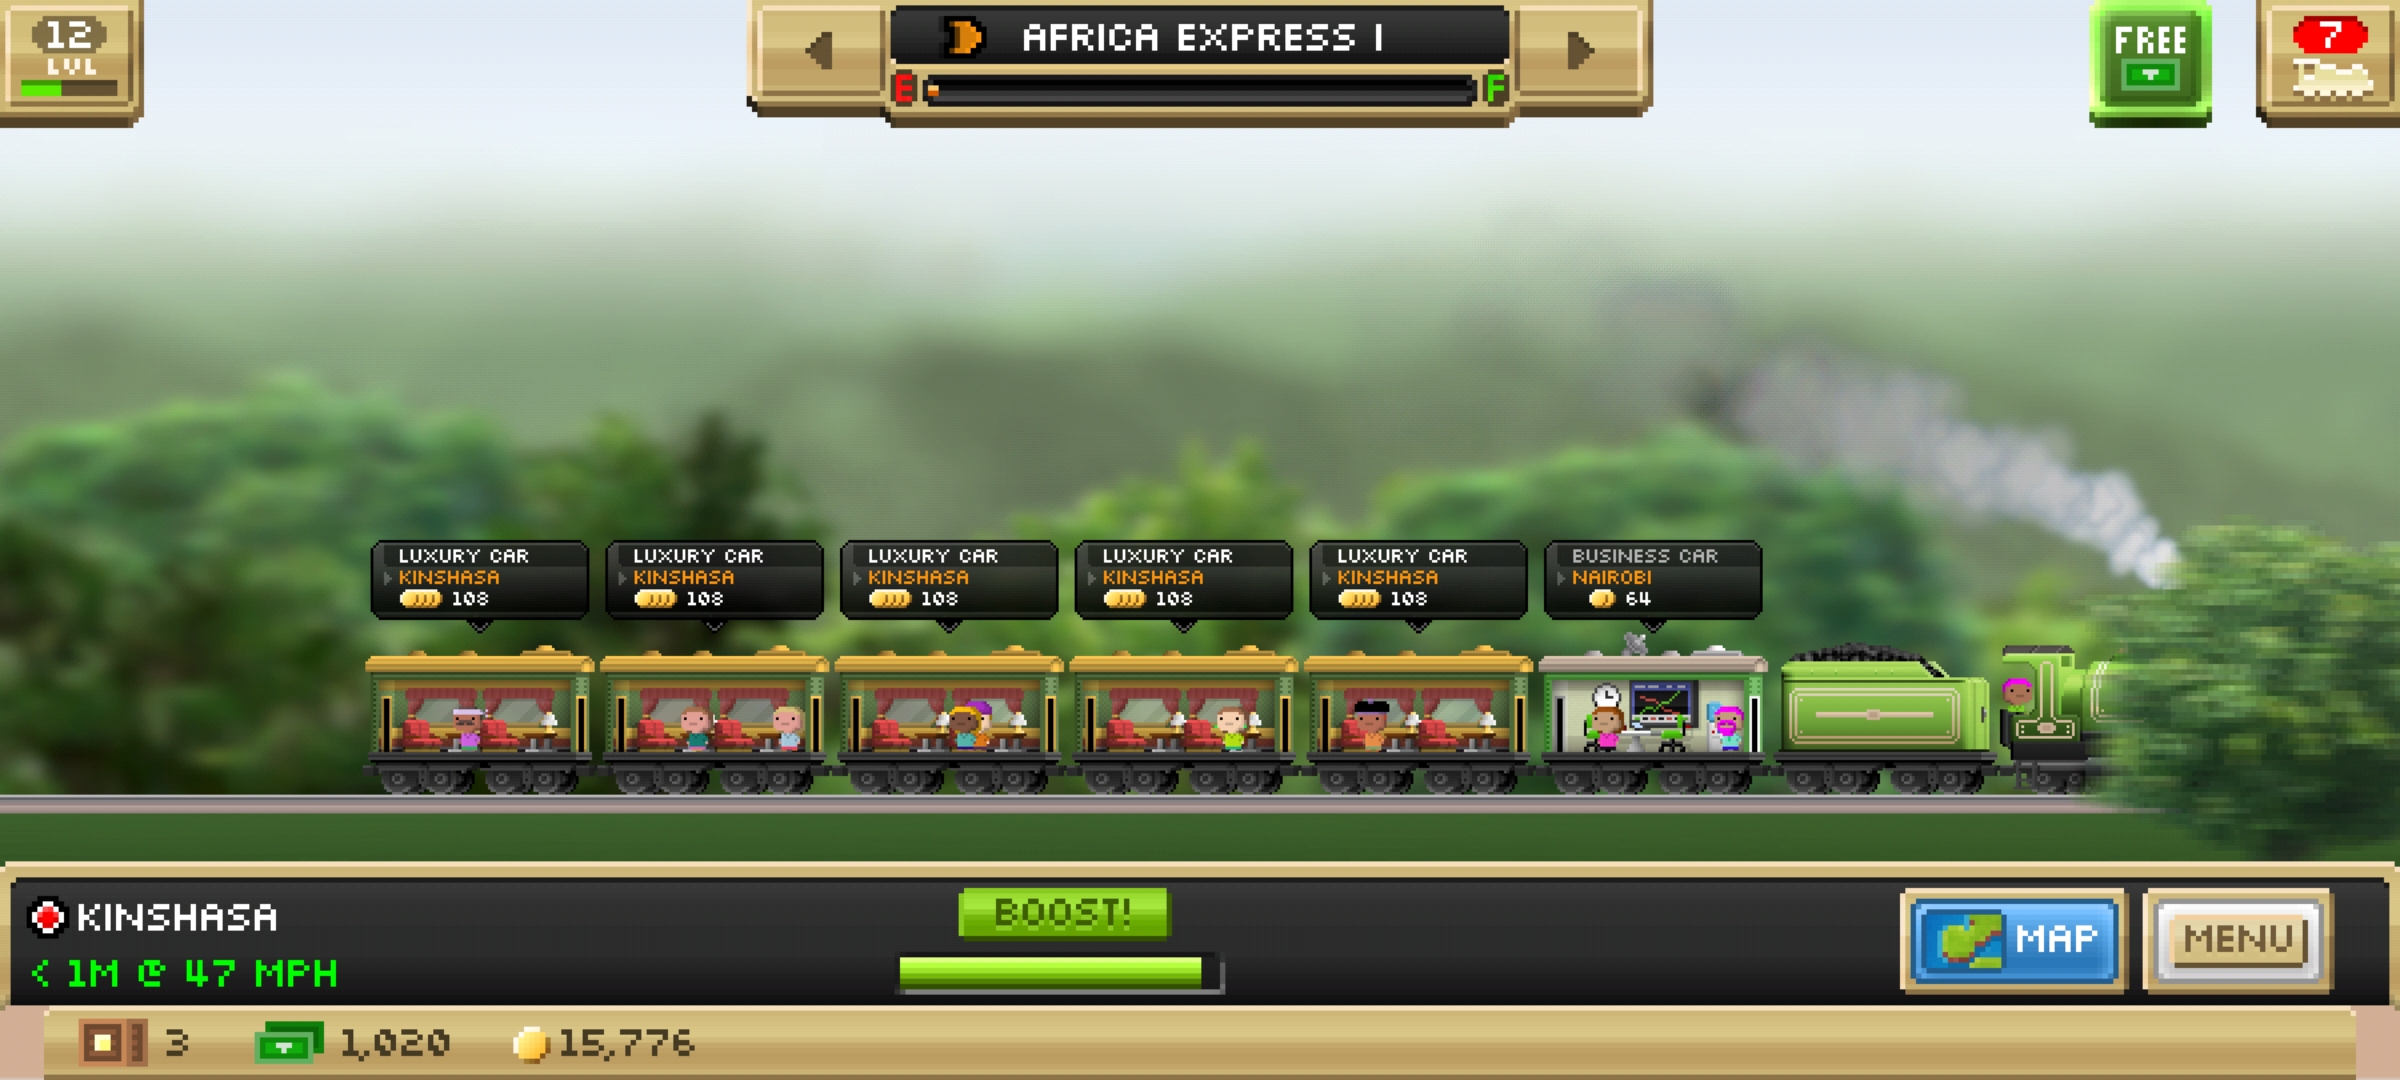 12
LVL
AFRICA EXPRESS I
E F
FREE
7
LUXURY CAR
KINSHASA
108
LUXURY CAR
KINSHASA
108
LUXURY CAR
KINSHASA
108
LUXURY CAR
KINSHASA
108
LUXURY CAR
KINSHASA
108
BUSINESS CAR
NAIROBI
64
KINSHASA
< 1M @ 47 MPH
BOOST!
MAP
MENU
3
1,020
15,776